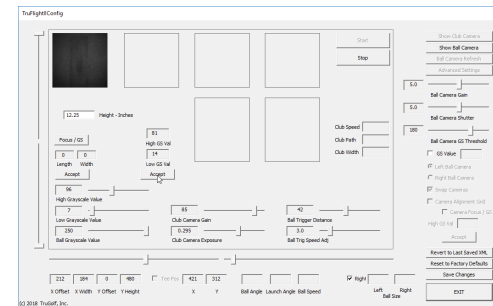 TruFlightIIConfig
Start
Stop
12.25 Height - Inches
Focus / GS
81
High GS Val
0 0
14
Length Width
Low GS Val
Accept
Accept
96
High Grayscale Value
7
Low Grayscale Value
250
Ball Grayscale Value
85
Club Camera Gain
0.295
Club Camera Exposure
42
Ball Trigger Distance
3.0
Ball Trig Speed Adj
Club Speed
Club Path
Club Width
Show Club Camera
Show Ball Camera
Ball Camera Refresh
Advanced Settings
5.0
Ball Camera Gain
5.0
Ball Camera Shutter
180
Ball Camera GS Threshold
GS Value
Left Ball Camera
Right Ball Camera
Swap Cameras
Camera Alignment Grid
Camera Focus / GS
High GS Val
Accept
Revert to Last Saved XML
Reset to Factory Defaults
Save Changes
EXIT
212 184 0 480
X Offset X Width Y Offset Y Height
Tee Pos 421 312
X Y
Ball Angle Launch Angle Ball Speed
Right
Left Right
Ball Size
(c) 2018 TruGolf, Inc.